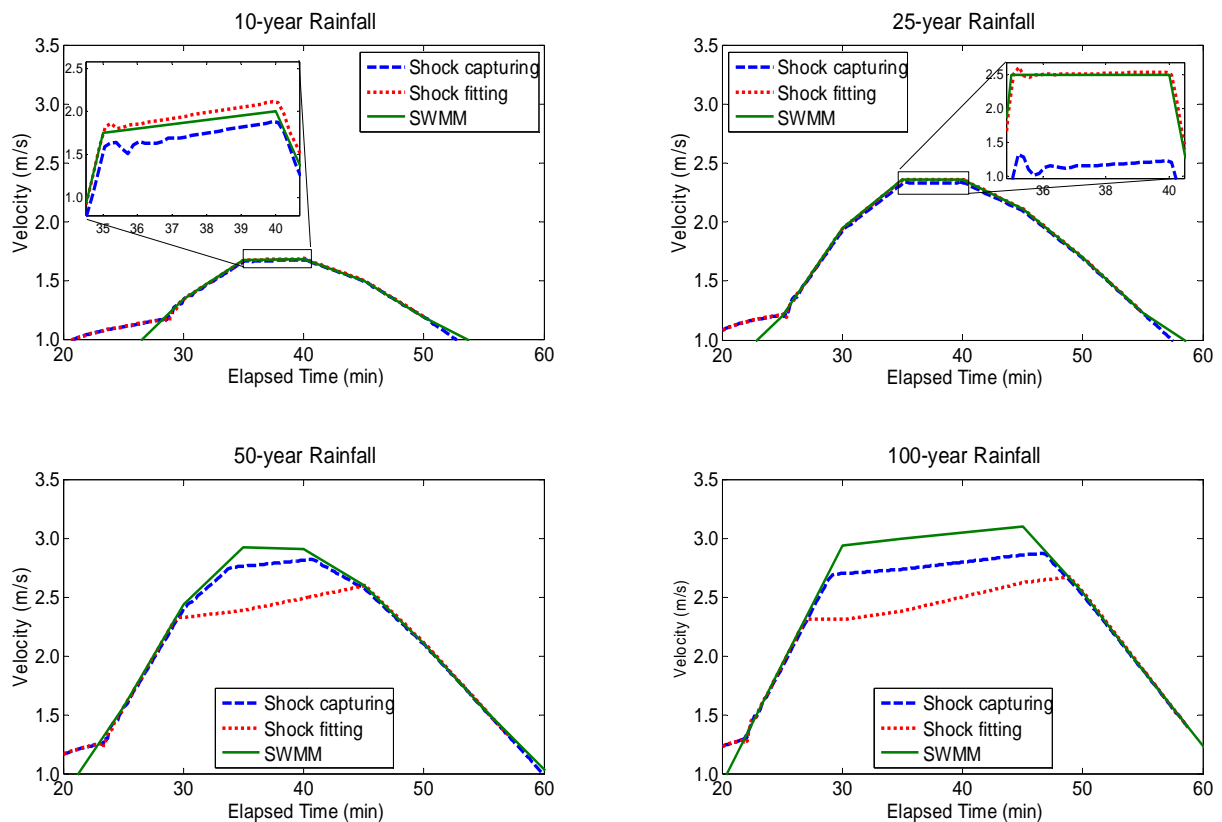 10-year Rainfall
3.5
3.0
2.5
2.0
1.5
1.0
Velocity (m/s)
20 30 40 50 60
Elapsed Time (min)
Shock capturing
Shock fitting
SWMM
2.5
2.0
1.5
1.0
35 36 37 38 39 40
25-year Rainfall
3.5
3.0
2.5
2.0
1.5
1.0
Velocity (m/s)
20 30 40 50 60
Elapsed Time (min)
Shock capturing
Shock fitting
SWMM
2.5
2.0
1.5
1.0
36 38 40
50-year Rainfall
3.5
3.0
2.5
2.0
1.5
1.0
Velocity (m/s)
20 30 40 50 60
Elapsed Time (min)
Shock capturing
Shock fitting
SWMM
100-year Rainfall
3.5
3.0
2.5
2.0
1.5
1.0
Velocity (m/s)
20 30 40 50 60
Elapsed Time (min)
Shock capturing
Shock fitting
SWMM